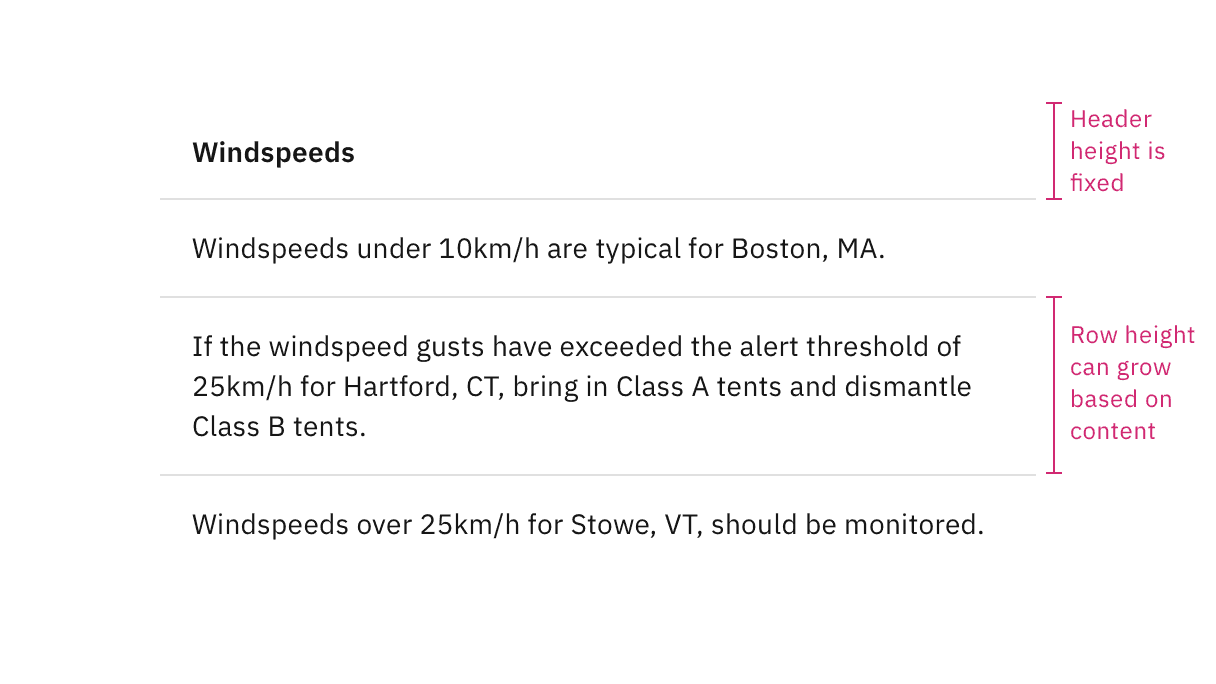 Header
height is
fixed
Windspeeds
Windspeeds under 10km/h are typical for Boston, MA.
If the windspeed gusts have exceeded the alert threshold of
25km/h for Hartford, CT, bring in Class A tents and dismantle
Class B tents.
Row height
can grow
based on
content
Windspeeds over 25km/h for Stowe, VT, should be monitored.